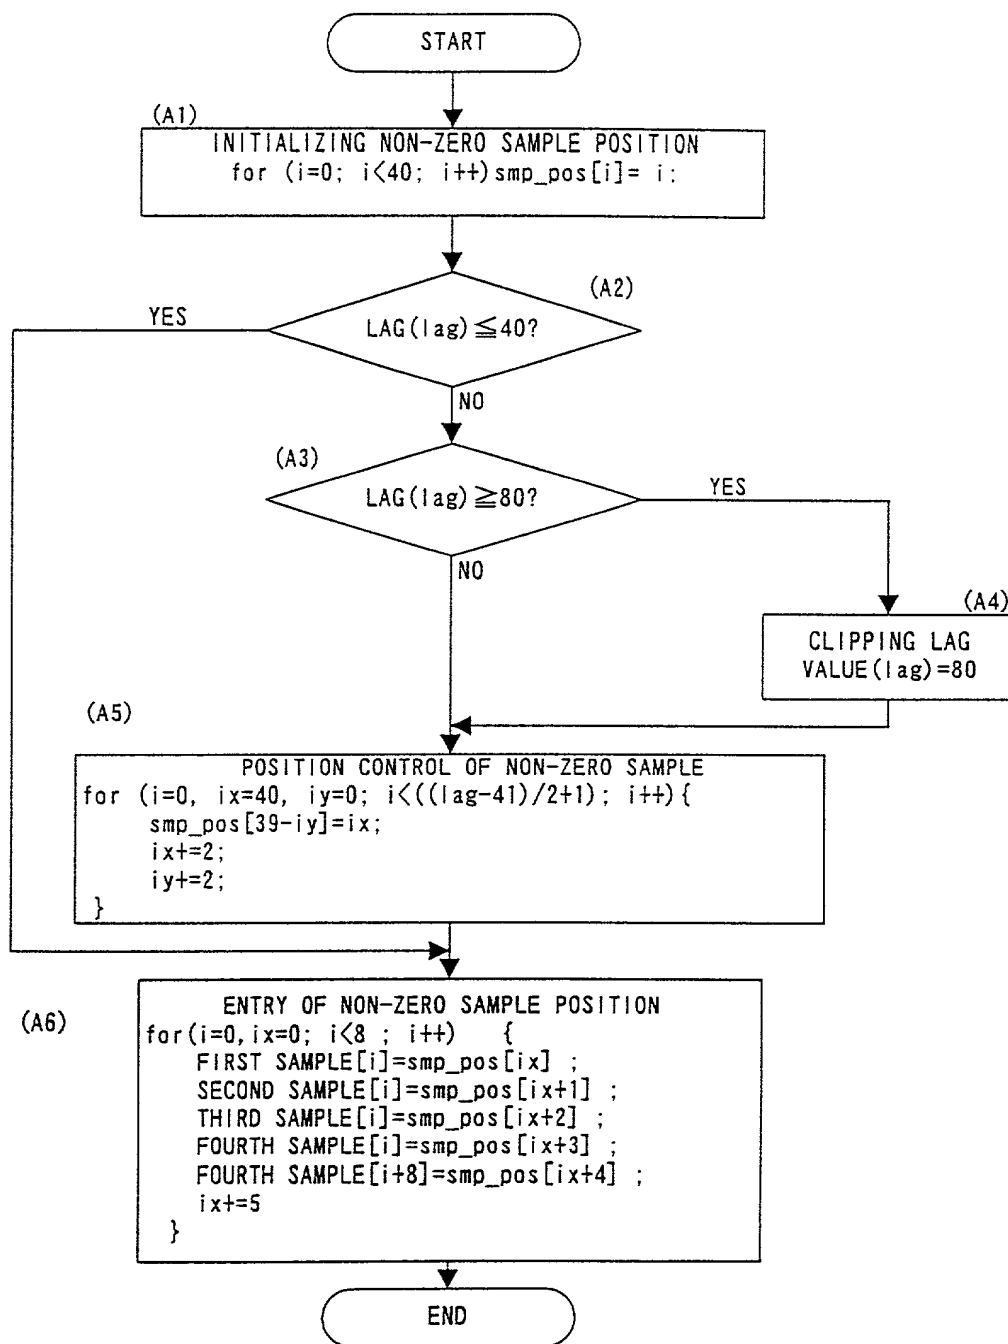 START
(A1)
INITIALIZING NON-ZERO SAMPLE POSITION
for (i=0; i<40; i++)smp_pos[i]= i;
(A2)
YES
LAG(lag)≦40?
NO
(A3)
LAG(lag)≧80?
YES
NO
(A4)
CLIPPING LAG
VALUE(lag)=80
(A5)
POSITION CONTROL OF NON-ZERO SAMPLE
for (i=0, ix=40, iy=0; i<((lag-41)/2+1); i++){
smp_pos[39-iy]=ix;
ix+=2;
iy+=2;
}
(A6)
ENTRY OF NON-ZERO SAMPLE POSITION
for(i=0,ix=0; i<8 ; i++) {
FIRST SAMPLE[i]=smp_pos[ix] ;
SECOND SAMPLE[i]=smp_pos[ix+1] ;
THIRD SAMPLE[i]=smp_pos[ix+2] ;
FOURTH SAMPLE[i]=smp_pos[ix+3] ;
FOURTH SAMPLE[i+8]=smp_pos[ix+4] ;
ix+=5
}
END